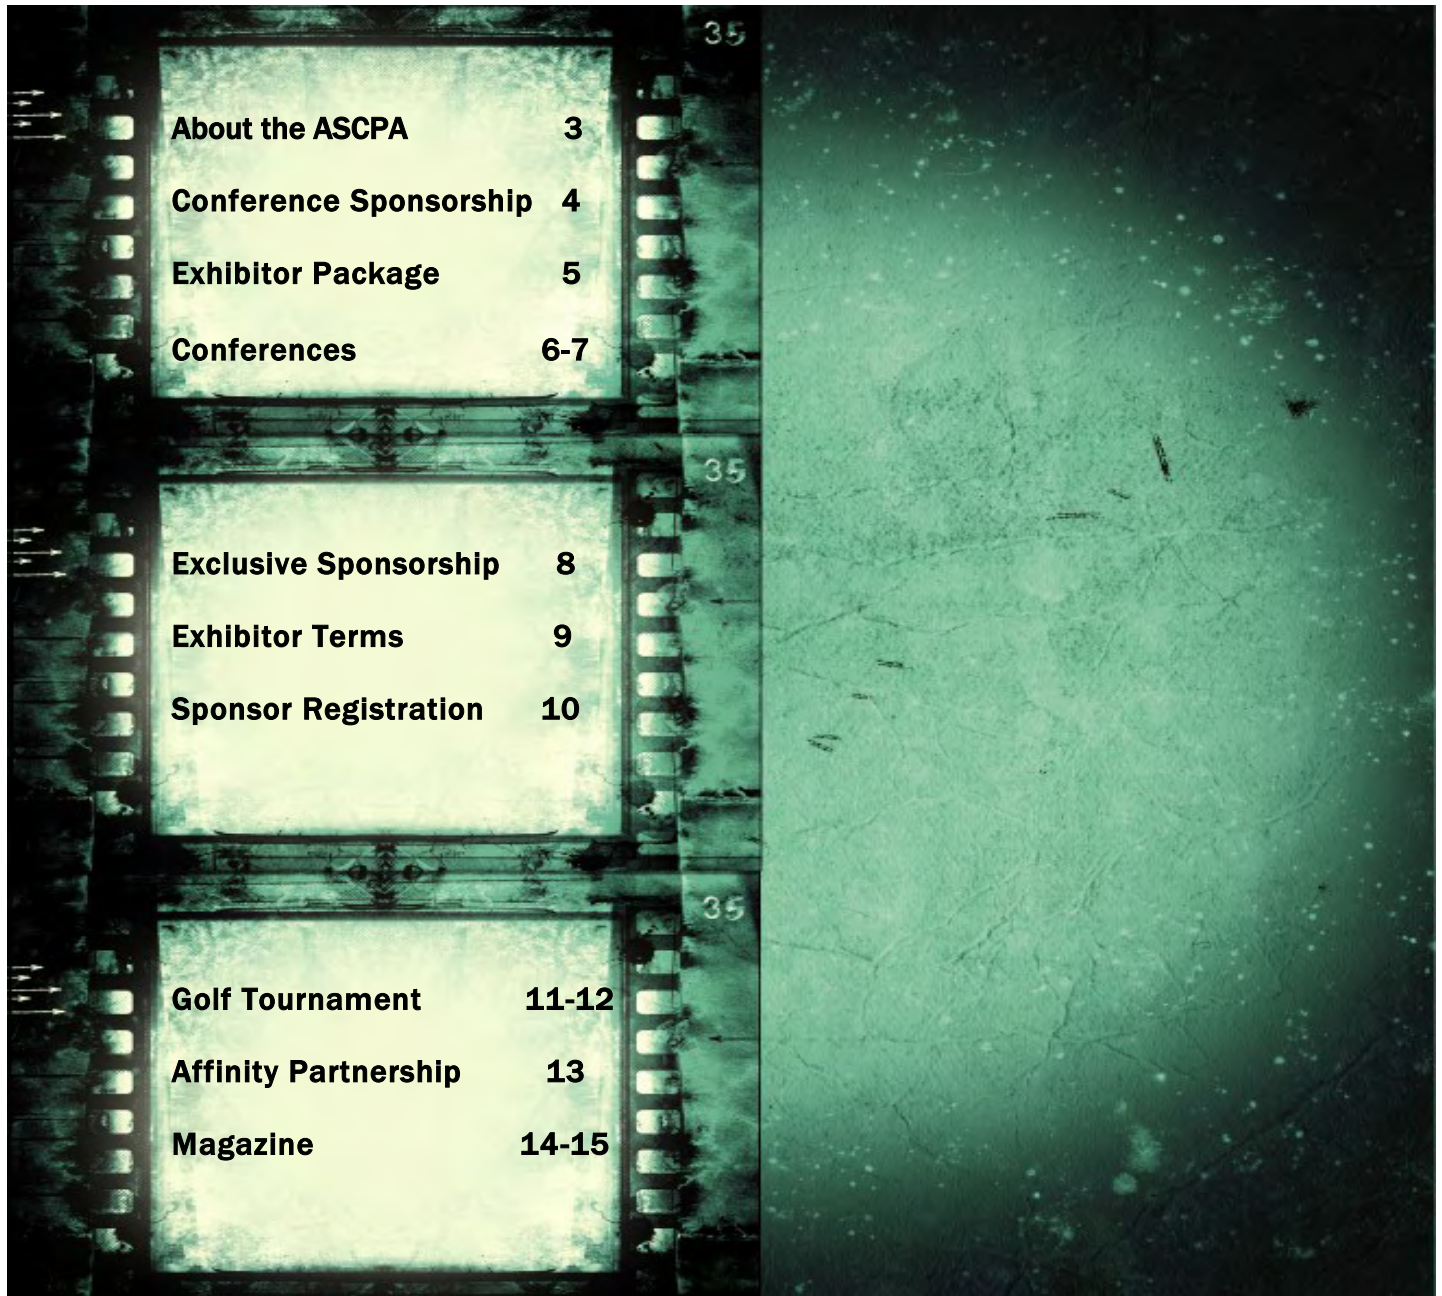 35
About the ASCPA 3
Conference Sponsorship 4
Exhibitor Package 5
Conferences 6-7
35
Exclusive Sponsorship 8
Exhibitor Terms 9
Sponsor Registration 10
35
Golf Tournament 11-12
Affinity Partnership 13
Magazine 14-15